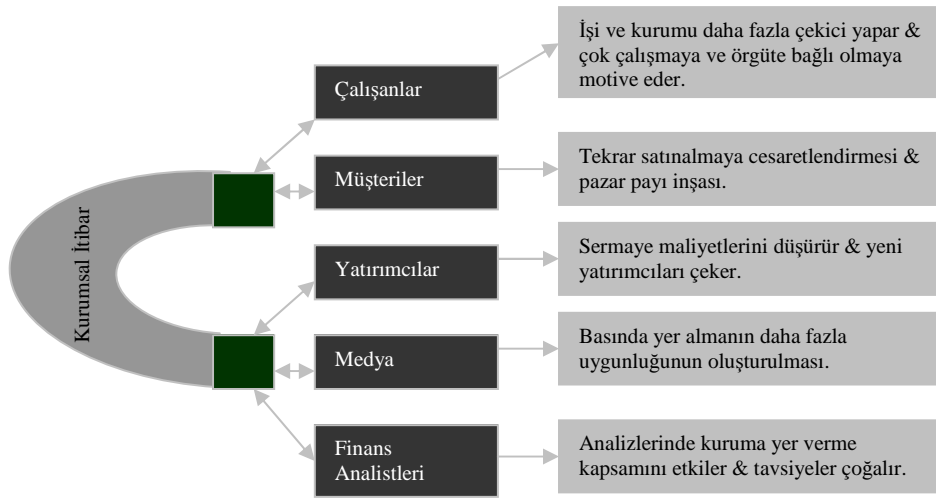 Kurumsal İtibar
Çalışanlar
İşi ve kurumu daha fazla çekici yapar &
çok çalışmaya ve örgüte bağlı olmaya
motive eder.
Müşteriler
Tekrar satınalmaya cesaretlendirmesi &
pazar payı inşası.
Yatırımcılar
Sermaye maliyetlerini düşürür & yeni
yatırımcıları çeker.
Medya
Basında yer almanın daha fazla
uygunluğunun oluşturulması.
Finans
Analistleri
Analizlerinde kuruma yer verme
kapsamını etkiler & tavsiyeler çoğalır.